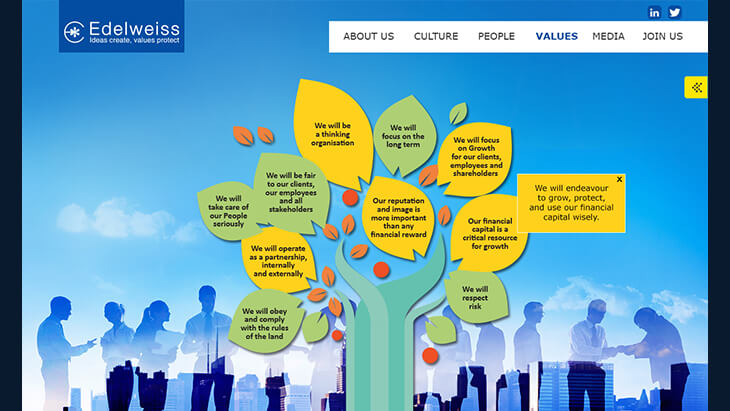 Edelweiss
Ideas create, values protect
in
ABOUT US
CULTURE
PEOPLE
VALUES
MEDIA
JOIN US
We will be
a thinking
organisation
We will
focus on the
long term
We will focus
on Growth
for our clients,
employees and
shareholders
We will be fair
to our clients,
our employees
and all
stakeholders
We will
take care of
our People
seriously
Our reputation
and image is
more important
than any
financial reward
Our financial
capital is a
critical resource
for growth
x
We will endeavour
to grow, protect,
and use our financial
capital wisely.
We will operate
as a partnership,
internally
and externally
We will
respect
risk
We will obey
and comply
with the rules
of the land